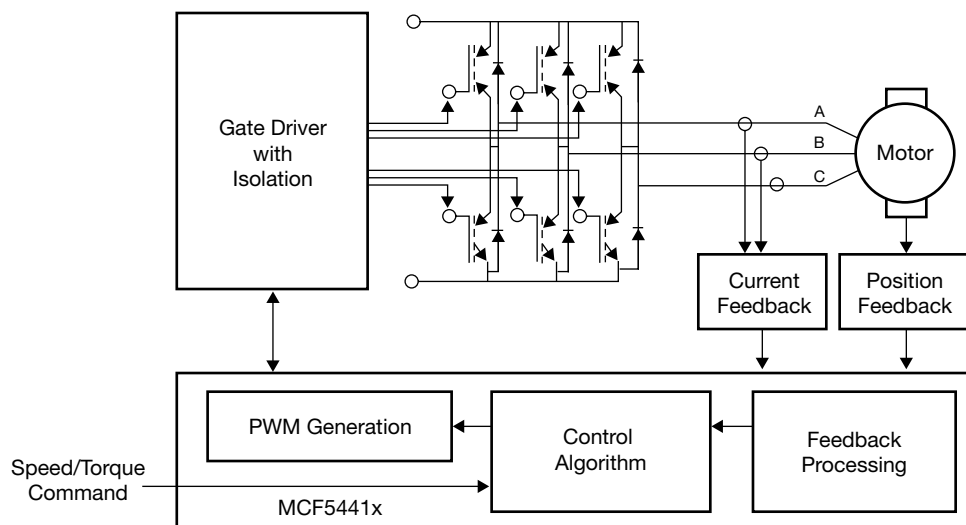 Gate Driver
with
Isolation
A
B
C
Motor
Current
Feedback
Position
Feedback
PWM Generation
Control
Algorithm
Feedback
Processing
Speed/Torque
Command
MCF5441x